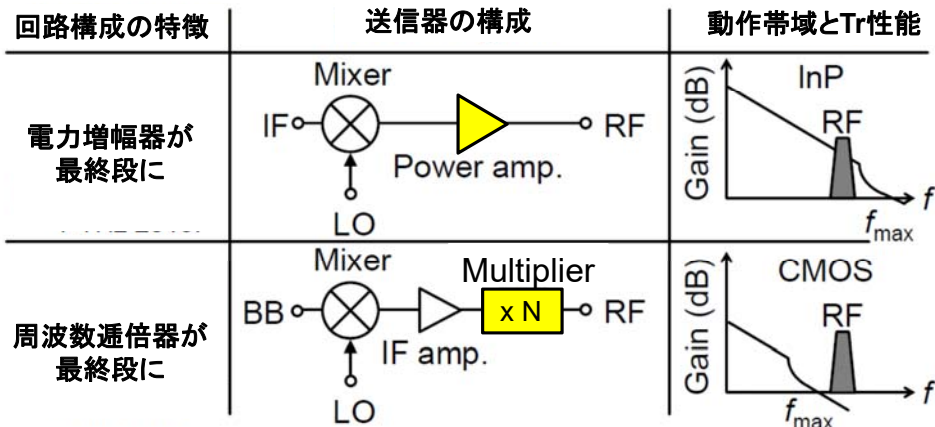 回路構成の特徴
送信器の構成
動作帯域とTr性能
電力増幅器が
最終段に
Mixer
IF
RF
Power amp.
LO
Gain (dB)
InP
RF
f
fmax
周波数逓倍器が
最終段に
Mixer
Multiplier
BB
x N
RF
IF amp.
LO
Gain (dB)
CMOS
RF
f
fmax